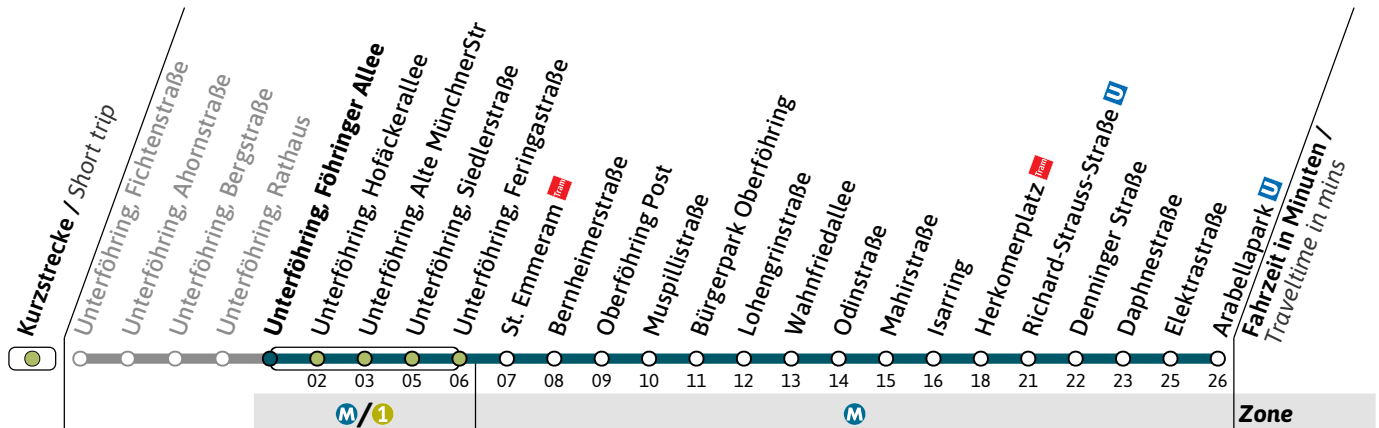 Kurzstrecke / Short trip
Unterföhring, Fichtenstraße
Unterföhring, Ahornstraße
Unterföhring, Bergstraße
Unterföhring, Rathaus
Unterföhring, Föhringer Allee
Unterföhring, Hofäckerallee
Unterföhring, Alte MünchnerStr
Unterföhring, Siedlerstraße
Unterföhring, Feringastraße
St. Emmeram Tram
Bernheimerstraße
Oberföhring Post
Muspillistraße
Bürgerpark Oberföhring
Lohengrinstraße
Wahnfriedallee
Odinstraße
Mahirstraße
Isarring
Herkomerplatz Tram
Richard-Strauss-Straße U
Denninger Straße
Daphnestraße
Elektrastraße
Arabellapark U
Fahrzeit in Minuten /
Traveltime in mins
02 03 05 06 07 08 09 10 11 12 13 14 15 16 18 21 22 23 25 26
M/1 M Zone